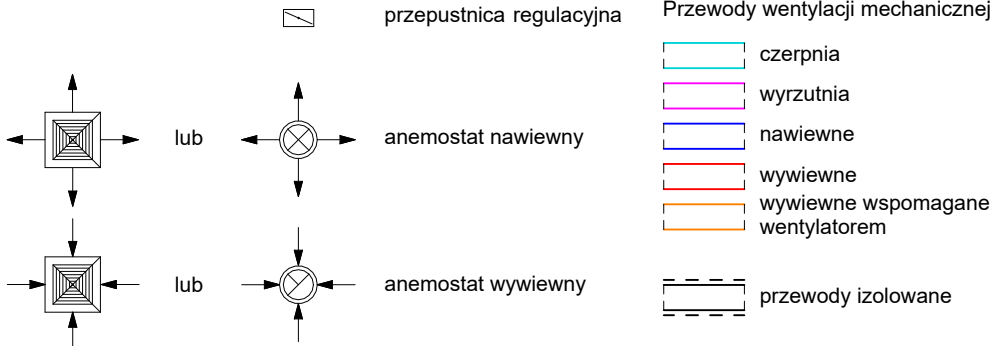 przepustnica regulacyjna
lub
anemostat nawiewny
lub
anemostat wywiewny
Przewody wentylacji mechanicznej
czerpnia
wyrzutnia
nawiewne
wywiewne
wywiewne wspomagane
wentylatorem
przewody izolowane